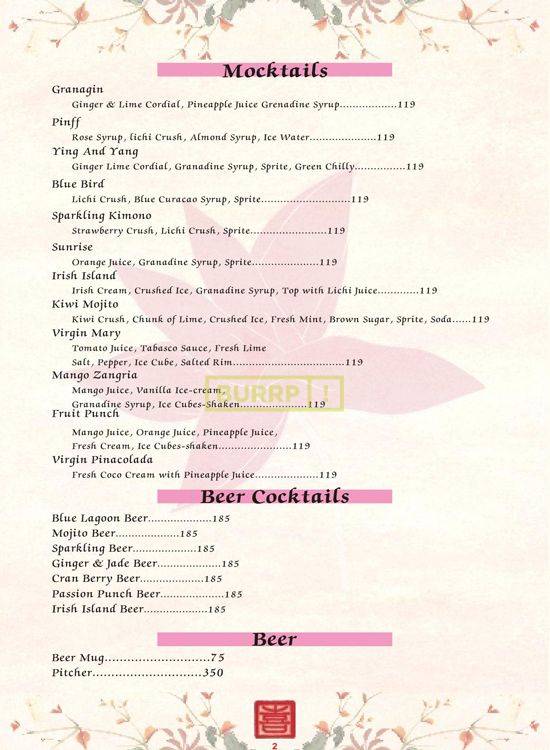 Mocktails
Granagin
Ginger & Lime Cordial, Pineapple Juice Grenadine Syrup..................119
Pinff
Rose Syrup, lichi Crush, Almond Syrup, Ice Water.....................119
Ying And Yang
Ginger Lime Cordial, Granadine Syrup, Sprite, Green Chilly................119
Blue Bird
Lichi Crush, Blue Curacao Syrup, Sprite............................119
Sparkling Kimono
Strawberry Crush, Lichi Crush, Sprite........................119
Sunrise
Orange Juice, Granadine Syrup, Sprite.....................119
Irish Island
Irish Cream, Crushed Ice, Granadine Syrup, Top with Lichi Juice.............119
Kiwi Mojito
Kiwi Crush, Chunk of Lime, Crushed Ice, Fresh Mint, Brown Sugar, Sprite, Soda......119
Virgin Mary
Tomato Juice, Tabasco Sauce, Fresh Lime
Salt, Pepper, Ice Cube, Salted Rim...................................119
Mango Zangria
Mango Juice, Vanilla Ice-cream,
Granadine Syrup, Ice Cubes-Shaken.....................119
BURRP!
Fruit Punch
Mango Juice, Orange Juice, Pineapple Juice,
Fresh Cream, Ice Cubes-shaken.......................119
Virgin Pinacolada
Fresh Coco Cream with Pineapple Juice....................119
Beer Cocktails
Blue Lagoon Beer....................185
Mojito Beer....................185
Sparkling Beer....................185
Ginger & Jade Beer....................185
Cran Berry Beer....................185
Passion Punch Beer....................185
Irish Island Beer....................185
Beer
Beer Mug............................75
Pitcher.............................350
2